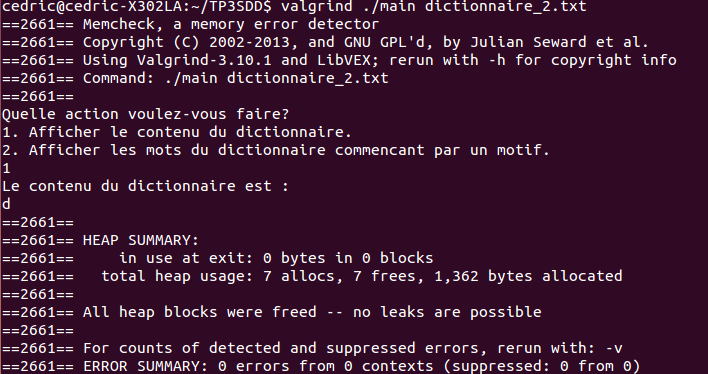 cedric@cedric-X302LA:~/TP3SDD$ valgrind ./main dictionnaire_2.txt
==2661== Memcheck, a memory error detector
==2661== Copyright (C) 2002-2013, and GNU GPL'd, by Julian Seward et al.
==2661== Using Valgrind-3.10.1 and LibVEX; rerun with -h for copyright info
==2661== Command: ./main dictionnaire_2.txt
==2661==
Quelle action voulez-vous faire?
1. Afficher le contenu du dictionnaire.
2. Afficher les mots du dictionnaire commencant par un motif.
1
Le contenu du dictionnaire est :
d
==2661==
==2661== HEAP SUMMARY:
==2661==     in use at exit: 0 bytes in 0 blocks
==2661==   total heap usage: 7 allocs, 7 frees, 1,362 bytes allocated
==2661==
==2661== All heap blocks were freed -- no leaks are possible
==2661==
==2661== For counts of detected and suppressed errors, rerun with: -v
==2661== ERROR SUMMARY: 0 errors from 0 contexts (suppressed: 0 from 0)